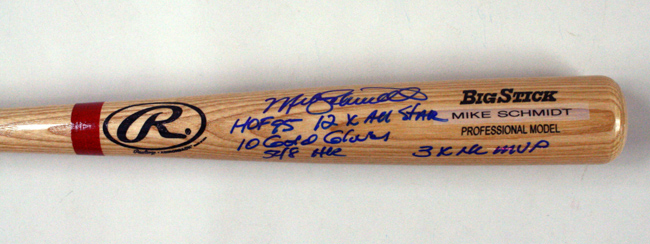 R
Mike Schmidt
HOF 95 12 x All STAR
10 Gold Gloves
548 HR
3 x NL MVP
BIG STICK
MIKE SCHMIDT
PROFESSIONAL MODEL